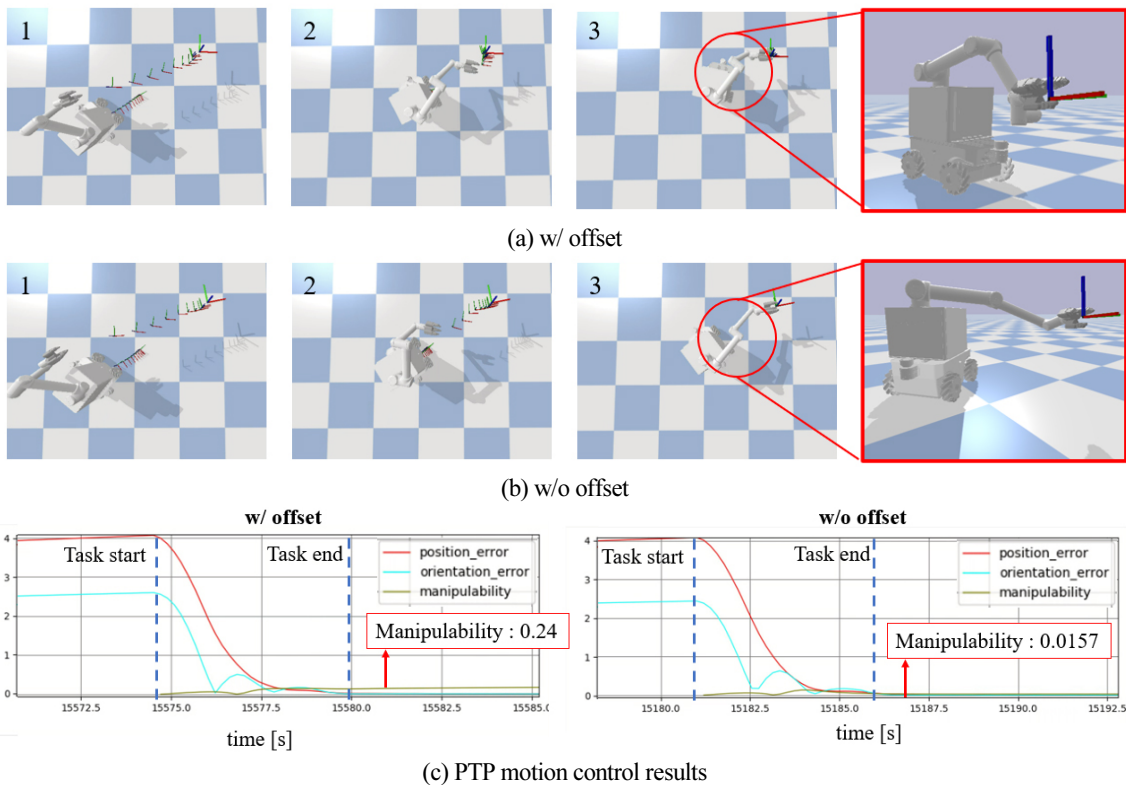 1
2
3
(a) w/ offset
1
2
3
(b) w/o offset
w/ offset
4
3
2
1
0
Task start
Task end
position_error
orientation_error
manipulability
Manipulability : 0.24
15572.5 15575.0 15577.5 15580.0 15582.5 15585.0
time [s]
w/o offset
4
3
2
1
0
Task start
Task end
position_error
orientation_error
manipulability
Manipulability : 0.0157
15180.0 15182.5 15185.0 15187.5 15190.0 15192.5
time [s]
(c) PTP motion control results